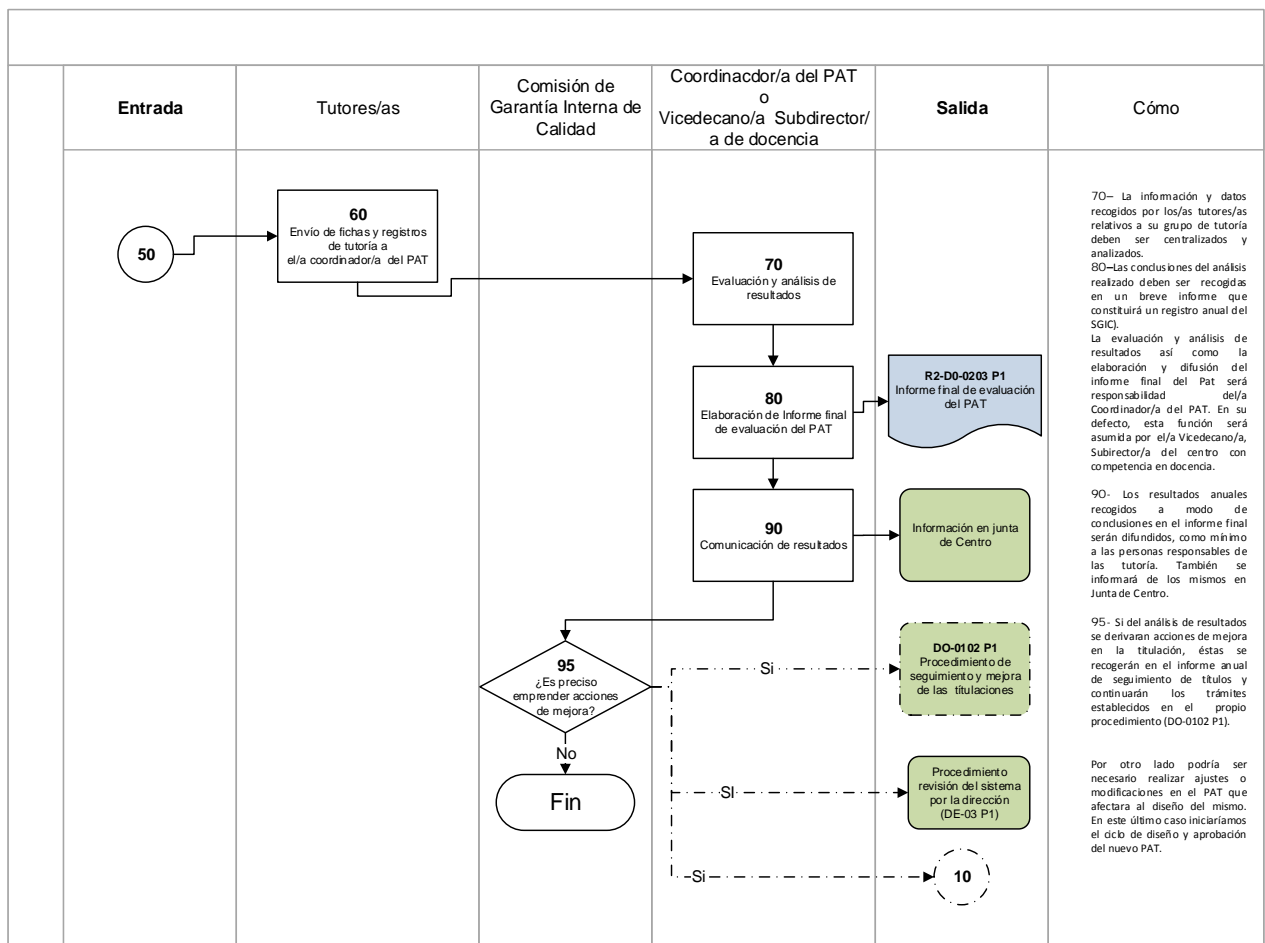 Entrada
Tutores/as
Comisión de
Garantía Interna de
Calidad
Coordinacdor/a del PAT
o
Vicedecano/a Subdirector/
a de docencia
Salida
Cómo
50
60
Envío de fichas y registros
de tutoría a
el/a coordinador/a del PAT
70
Evaluación y análisis de
resultados
80
Elaboración de Informe final
de evaluación del PAT
R2-D0-0203 P1
Informe final de evaluación
del PAT
90
Comunicación de resultados
Información en junta
de Centro
95
¿Es preciso
emprender acciones
de mejora?
Si
DO-0102 P1
Procedimiento de
seguimiento y mejora
de las títulaciones
No
Fin
SI
Procedimiento
revisión del sistema
por la dirección
(DE-03 P1)
Si
10
70– La información y datos
recogidos por los/as tutores/as
relativos a su grupo de tutoría
deben ser centralizados y
analizados.
80–Las conclusiones del análisis
realizado deben ser recogidas
en un breve informe que
constituirá un registro anual del
SGIC).
La evaluación y análisis de
resultados así como la
elaboración y difusión del
informe final del Pat será
responsabilidad del/a
Coordinador/a del PAT. En su
defecto, esta función será
asumida por el/a Vicedecano/a,
Subirector/a del centro con
competencia en docencia.
90- Los resultados anuales
recogidos a modo de
conclusiones en el informe final
serán difundidos, como mínimo
a las personas responsables de
las tutoría. También se
informará de los mismos en
Junta de Centro.
95- Si del análisis de resultados
se derivaran acciones de mejora
en la titulación, éstas se
recogerán en el informe anual
de seguimiento de títulos y
continuarán los trámites
establecidos en el propio
procedimiento (DO-0102 P1).
Por otro lado podría ser
necesario realizar ajustes o
modificaciones en el PAT que
afectara al diseño del mismo.
En este último caso iniciaríamos
el ciclo de diseño y aprobación
del nuevo PAT.